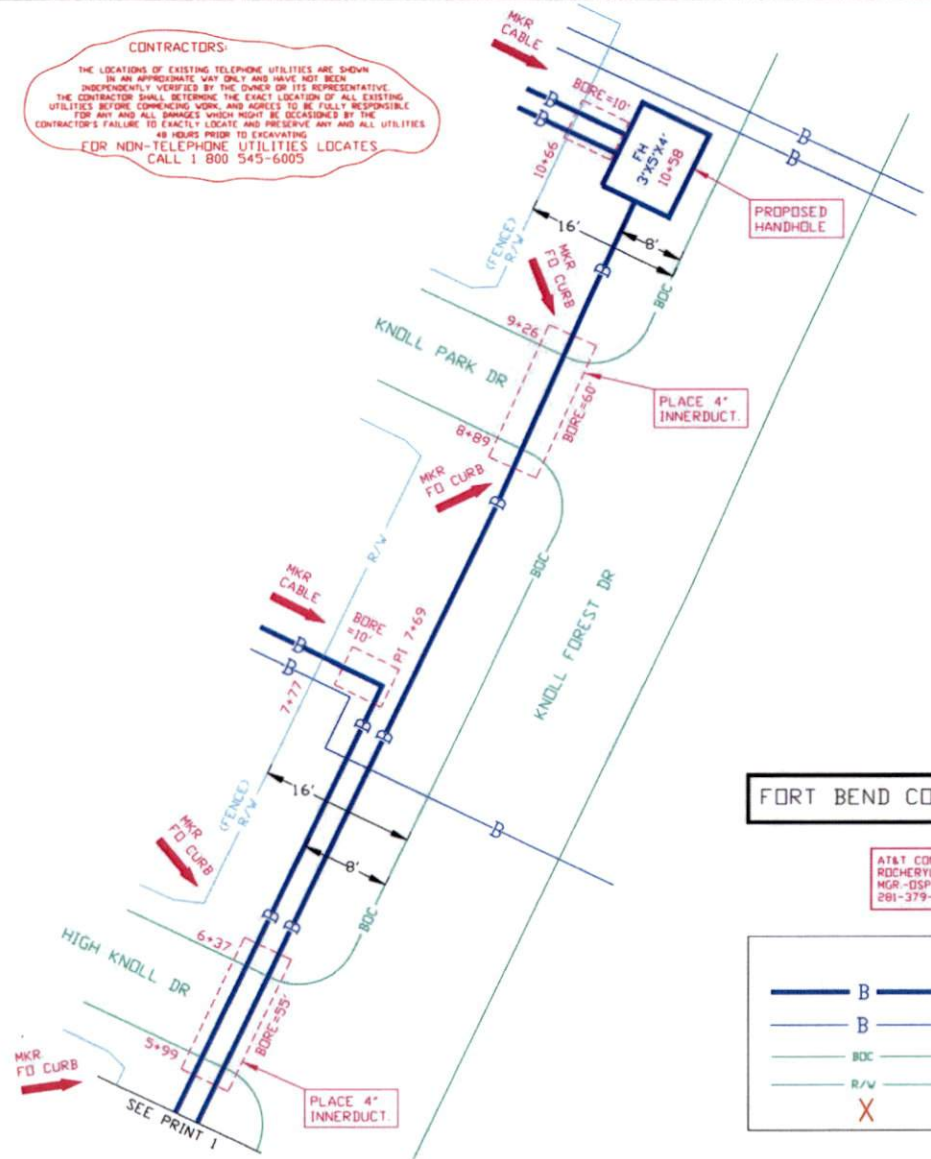 CONTRACTORS:
THE LOCATIONS OF EXISTING TELEPHONE UTILITIES ARE SHOWN
IN AN APPROXIMATE WAY ONLY AND HAVE NOT BEEN
INDEPENDENTLY VERIFIED BY THE OWNER OR ITS REPRESENTATIVE.
THE CONTRACTOR SHALL DETERMINE THE EXACT LOCATION OF ALL EXISTING
UTILITIES BEFORE COMMENCING WORK, AND AGREES TO BE FULLY RESPONSIBLE
FOR ANY AND ALL DAMAGES WHICH MIGHT BE OCCASIONED BY THE
CONTRACTOR'S FAILURE TO EXACTLY LOCATE AND PRESERVE ANY AND ALL UTILITIES
48 HOURS PRIOR TO EXCAVATING
FOR NON-TELEPHONE UTILITIES LOCATES
CALL 1 800 545-6005
MKR
CABLE
BORE=10'
B
B
B
B
10+66
FH
3'X5'X4'
10+58
PROPOSED
HANDHOLE
16'
8'
(FENCE)
R/W
MKR
FO CURB
B
BOC
9+26
KNOLL PARK DR
BORE=60'
PLACE 4"
INNERDUCT.
8+89
MKR
FO CURB
B
R/W
BOC
KNOLL FOREST DR
MKR
CABLE
BORE
=10'
B
B
7+77
PI 7+69
B
B
B
16'
8'
(FENCE)
R/W
MKR
FO CURB
B
B
BOC
6+37
HIGH KNOLL DR
BORE=55'
5+99
MKR
FO CURB
SEE PRINT 1
PLACE 4"
INNERDUCT.
FORT BEND CO
AT&T CO
ROCHERY
MGR.-OSP
281-379-
B
B
BOC
R/W
X